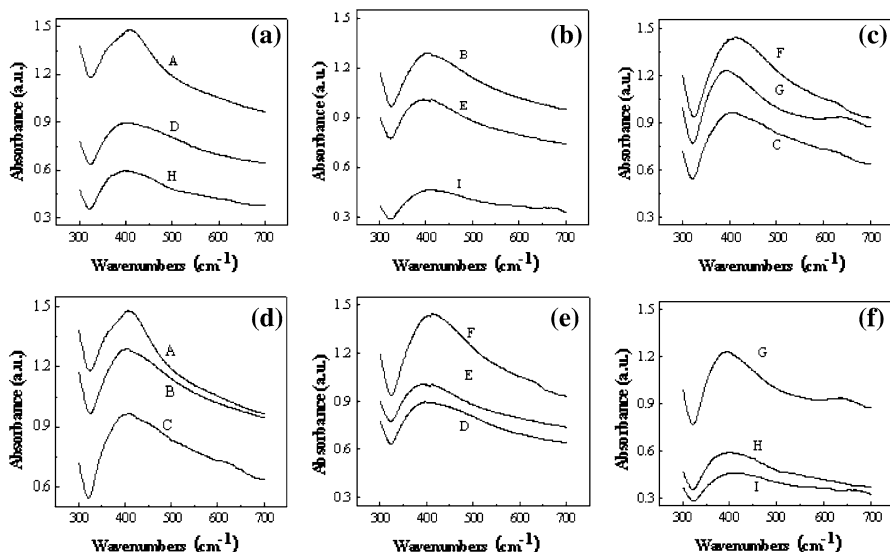 (a)
1.5
1.2
0.9
0.6
0.3
Absorbance (a.u.)
A
D
H
300 400 500 600 700
Wavenumbers (cm-1)
(b)
1.5
1.2
0.9
0.6
0.3
Absorbance (a.u.)
B
E
I
300 400 500 600 700
Wavenumbers (cm-1)
(c)
1.5
1.2
0.9
0.6
0.3
Absorbance (a.u.)
F
G
C
300 400 500 600 700
Wavenumbers (cm-1)
(d)
1.5
1.2
0.9
0.6
Absorbance (a.u.)
A
B
C
300 400 500 600 700
Wavenumbers (cm-1)
(e)
1.5
1.2
0.9
0.6
0.3
Absorbance (a.u.)
F
E
D
300 400 500 600 700
Wavenumbers (cm-1)
(f)
1.5
1.2
0.9
0.6
0.3
Absorbance (a.u.)
G
H
I
300 400 500 600 700
Wavenumbers (cm-1)